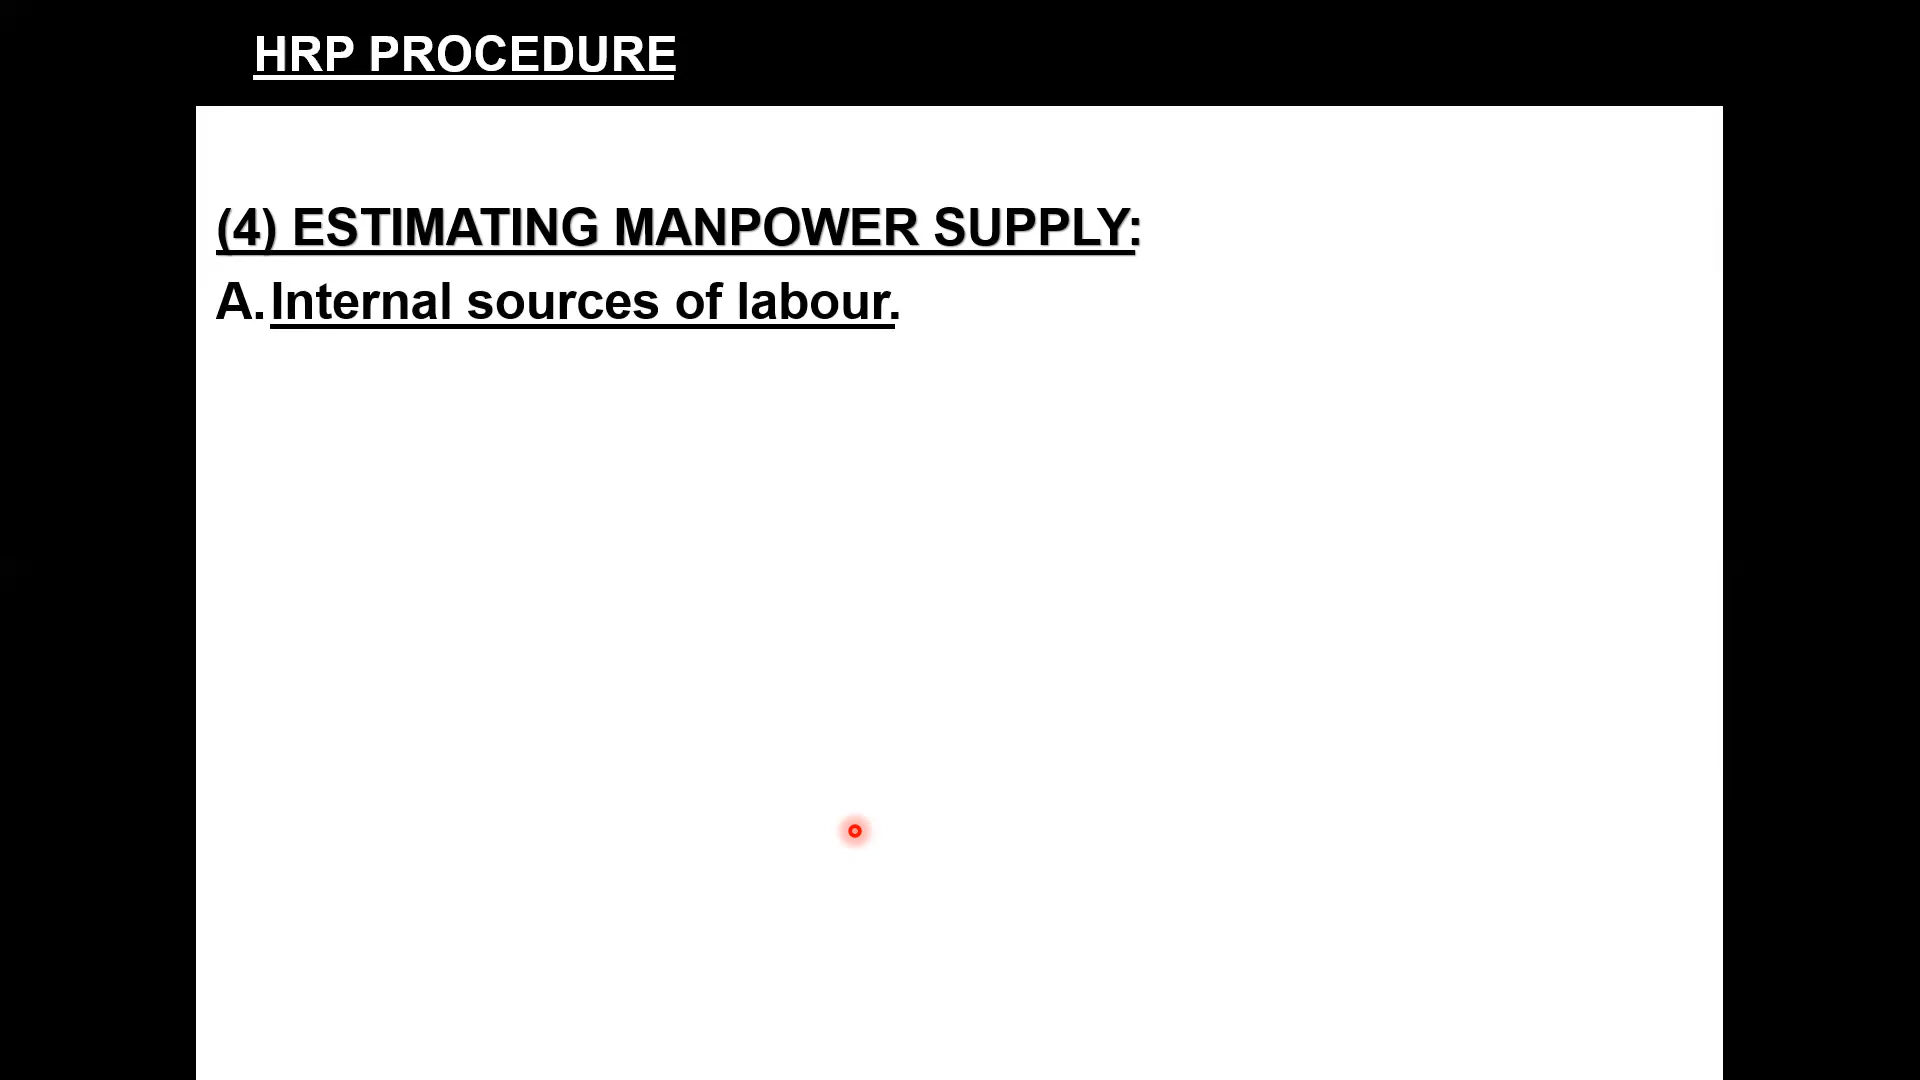 HRP PROCEDURE
(4) ESTIMATING MANPOWER SUPPLY:
A. Internal sources of labour.